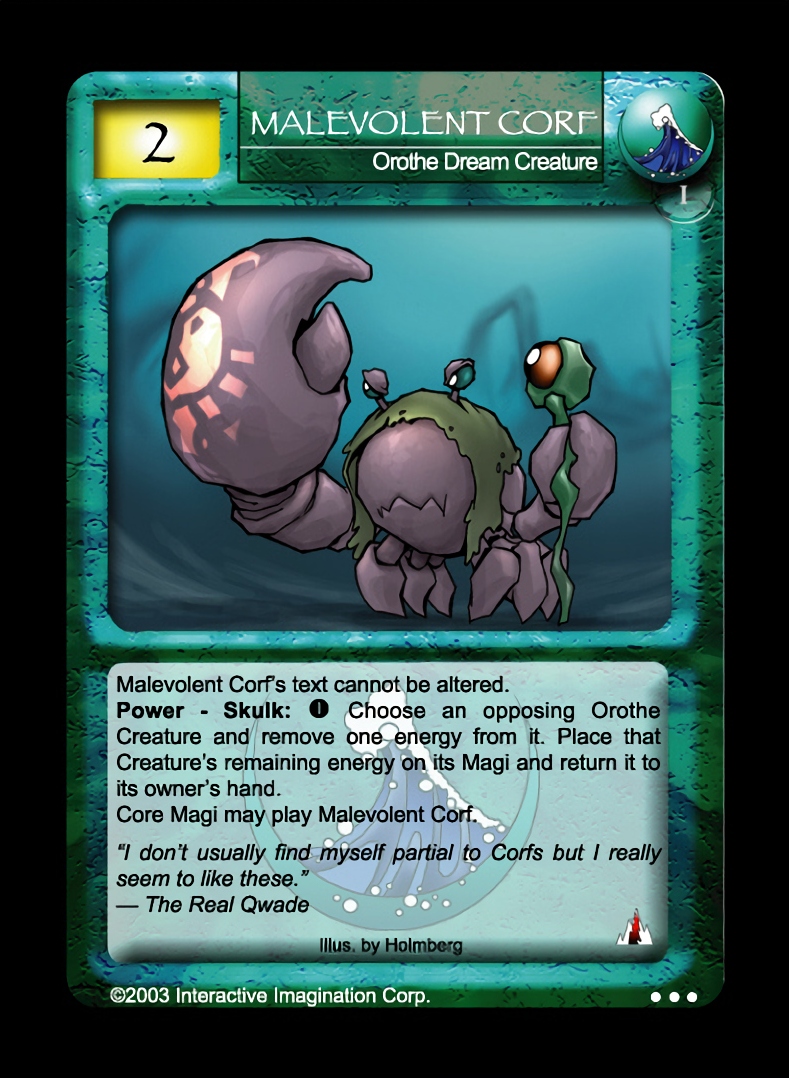 2
MALEVOLENT CORF
Orothe Dream Creature
1
Malevolent Corf's text cannot be altered.
Power - Skulk: 1 Choose an opposing Orothe
Creature and remove one energy from it. Place that
Creature's remaining energy on its Magi and return it to
its owner's hand.
Core Magi may play Malevolent Corf.
“I don't usually find myself partial to Corfs but I really
seem to like these.”
— The Real Qwade
Illus. by Holmberg
©2003 Interactive Imagination Corp.